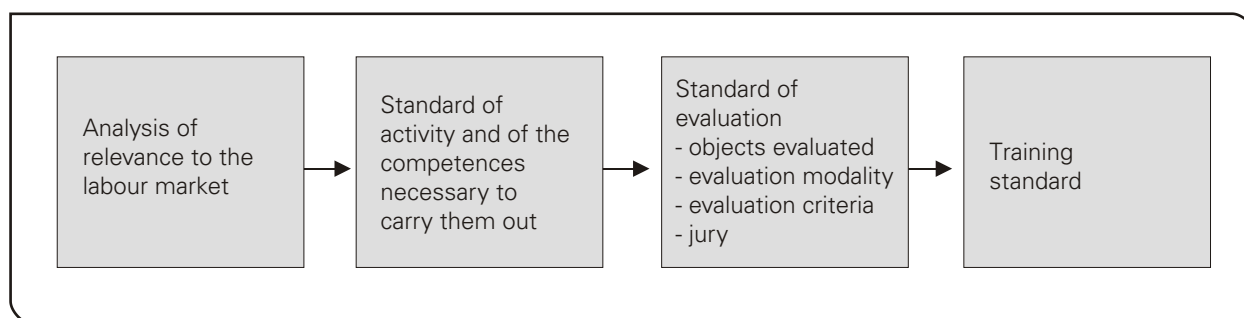 Analysis of
relevance to the
labour market
Standard of
activity and of the
competences
necessary to
carry them out
Standard of
evaluation
- objects evaluated
- evaluation modality
- evaluation criteria
- jury
Training
standard